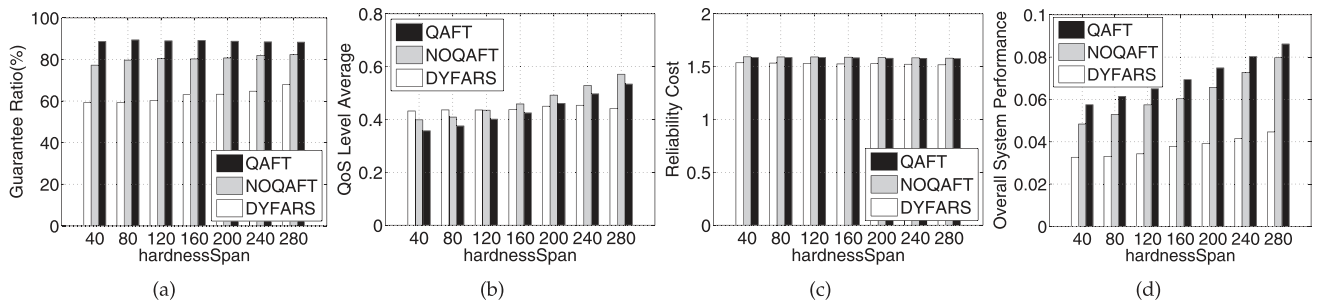 Guarantee Ratio(%)
100
80
60
40
20
0
QAFT
NOQAFT
DYFARS
40 80 120 160 200 240 280
hardnessSpan
(a)
QoS Level Average
0.8
0.6
0.4
0.2
0
QAFT
NOQAFT
DYFARS
40 80 120 160 200 240 280
hardnessSpan
(b)
Reliability Cost
2
1.5
1
0.5
0
QAFT
NOQAFT
DYFARS
40 80 120 160 200 240 280
hardnessSpan
(c)
Overall System Performance
0.1
0.08
0.06
0.04
0.02
0
QAFT
NOQAFT
DYFARS
40 80 120 160 200 240 280
hardnessSpan
(d)